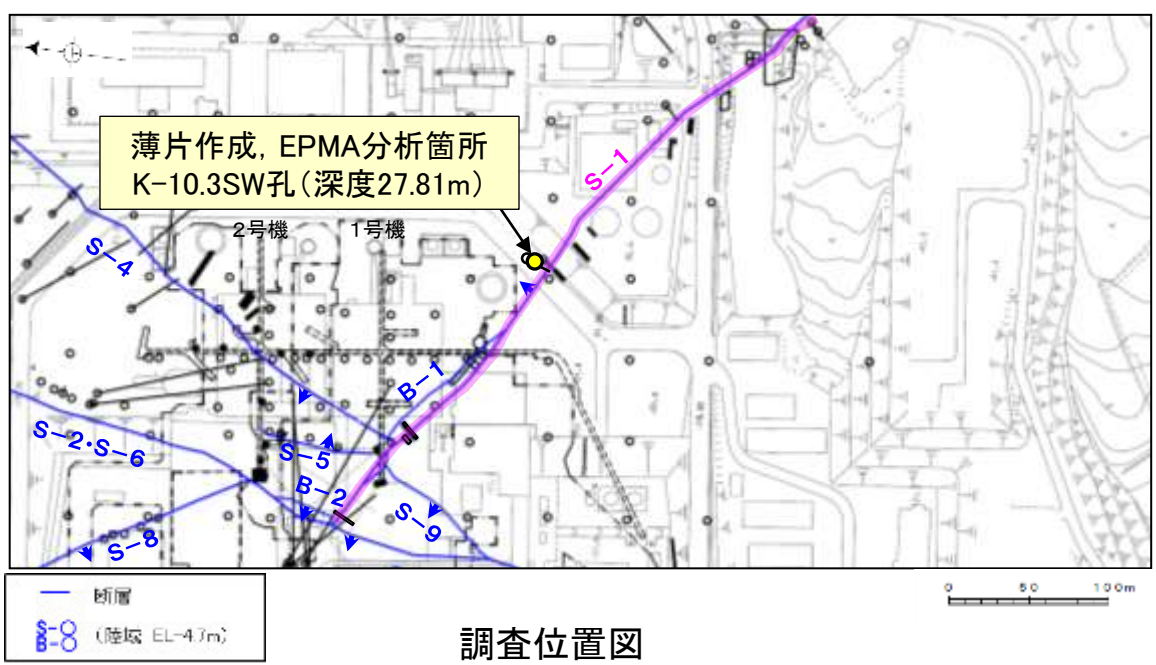 薄片作成, EPMA分析箇所
K-10.3SW孔(深度27.81m)
2号機
1号機
S-1
S-4
B-1
S-2・S-6
S-5
B-2
S-9
S-8
断層
S-○
B-○
(陸域 EL-4.7m)
0 50 100m
調査位置図